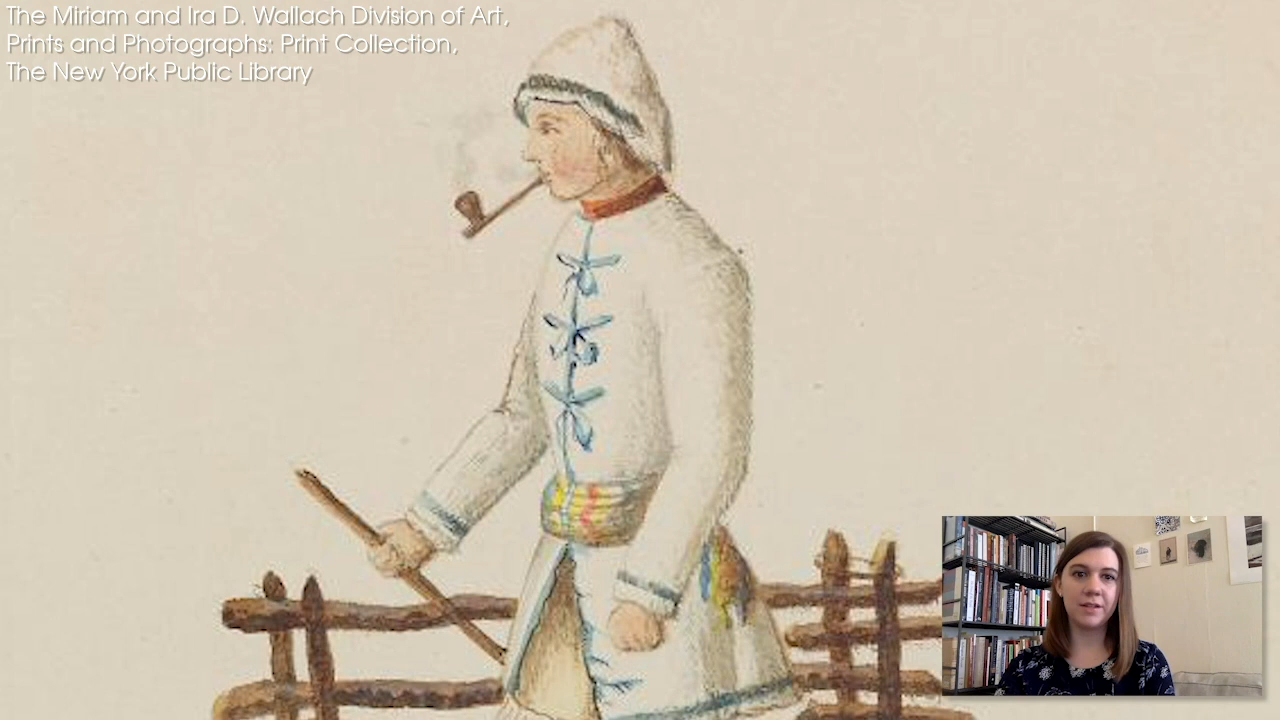 The Miriam and Ira D. Wallach Division of Art,
Prints and Photographs: Print Collection,
The New York Public Library